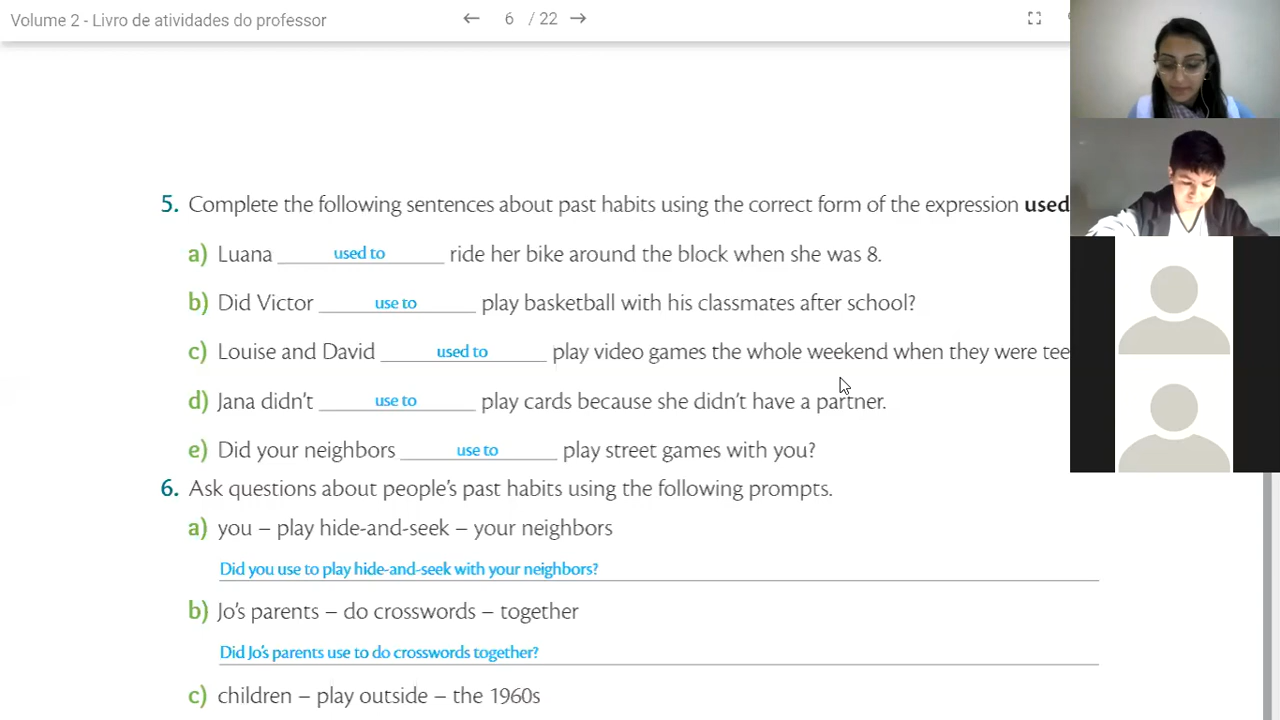 Volume 2 - Livro de atividades do professor
← 6 / 22 →
5. Complete the following sentences about past habits using the correct form of the expression used
a) Luana used to ride her bike around the block when she was 8.
b) Did Victor use to play basketball with his classmates after school?
c) Louise and David used to play video games the whole weekend when they were tee
d) Jana didn't use to play cards because she didn't have a partner.
e) Did your neighbors use to play street games with you?
6. Ask questions about people's past habits using the following prompts.
a) you – play hide-and-seek – your neighbors
Did you use to play hide-and-seek with your neighbors?
b) Jo's parents – do crosswords – together
Did Jo's parents use to do crosswords together?
c) children – play outside – the 1960s